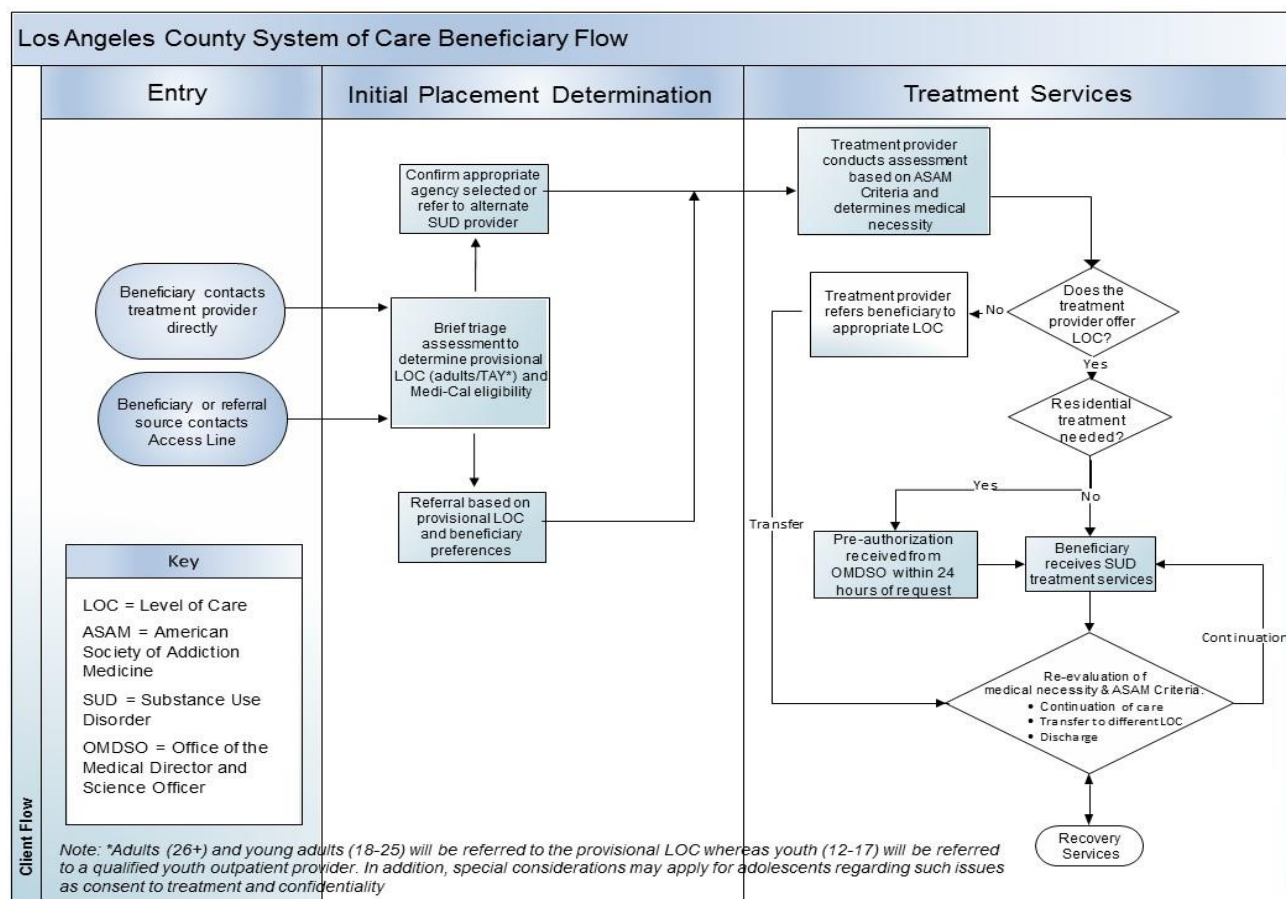 Los Angeles County System of Care Beneficiary Flow
Entry
Initial Placement Determination
Treatment Services
Beneficiary contacts
treatment provider
directly
Beneficiary or referral
source contacts
Access Line
Confirm appropriate
agency selected or
refer to alternate
SUD provider
Brief triage
assessment to
determine provisional
LOC (adults/TAY*) and
Medi-Cal eligibility
Referral based on
provisional LOC
and beneficiary
preferences
Treatment provider
conducts assessment
based on ASAM
Criteria and
determines medical
necessity
Does the
treatment
provider offer
LOC?
No
Treatment provider
refers beneficiary to
appropriate LOC
Yes
Residential
treatment
needed?
Yes
No
Transfer
Pre-authorization
received from
OMDSO within 24
hours of request
Beneficiary
receives SUD
treatment services
Continuation
Re-evaluation of
medical necessity & ASAM Criteria:
• Continuation of care
• Transfer to different LOC
• Discharge
Recovery
Services
Key
LOC = Level of Care
ASAM = American
Society of Addiction
Medicine
SUD = Substance Use
Disorder
OMDSO = Office of the
Medical Director and
Science Officer
Client Flow
Note: *Adults (26+) and young adults (18-25) will be referred to the provisional LOC whereas youth (12-17) will be referred
to a qualified youth outpatient provider. In addition, special considerations may apply for adolescents regarding such issues
as consent to treatment and confidentiality